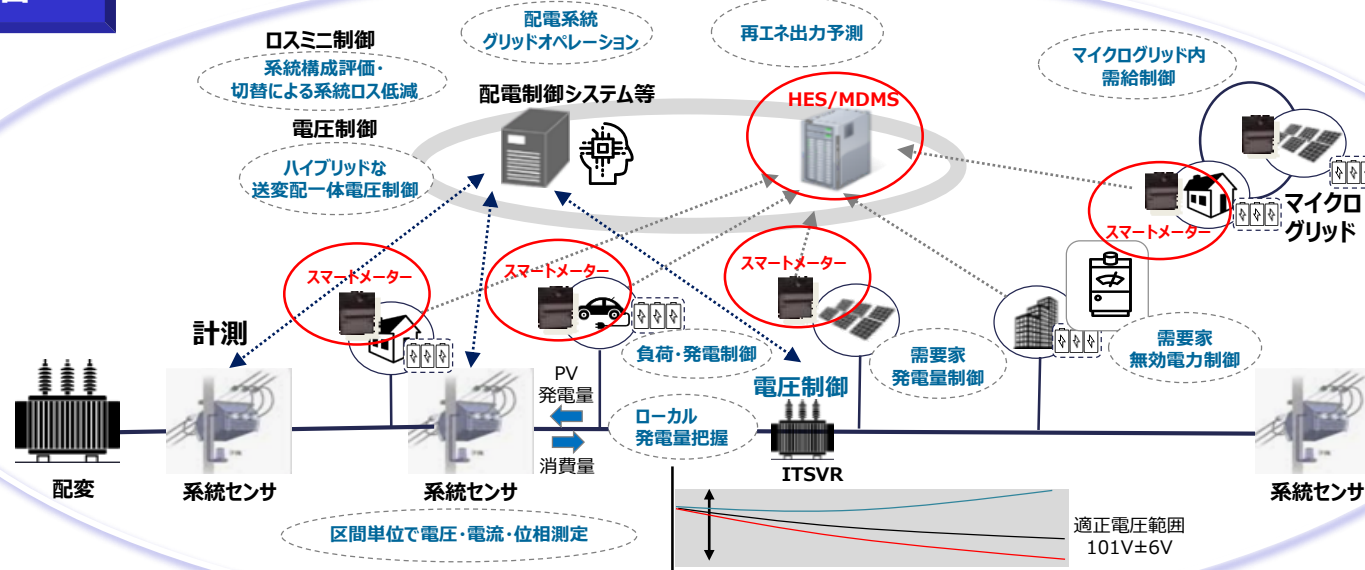 ロスミニ制御
系統構成評価・
切替による系統ロス低減
電圧制御
ハイブリッドな
送変配一体電圧制御
配電系統
グリッドオペレーション
再エネ出力予測
マイクログリッド内
需給制御
配電制御システム等
HES/MDMS
スマートメーター
スマートメーター
スマートメーター
スマートメーター
マイクロ
グリッド
計測
負荷・発電制御
電圧制御
需要家
発電量制御
需要家
無効電力制御
PV
発電量
消費量
ローカル
発電量把握
ITSVR
配変
系統センサ
系統センサ
系統センサ
区間単位で電圧・電流・位相測定
適正電圧範囲
101V±6V